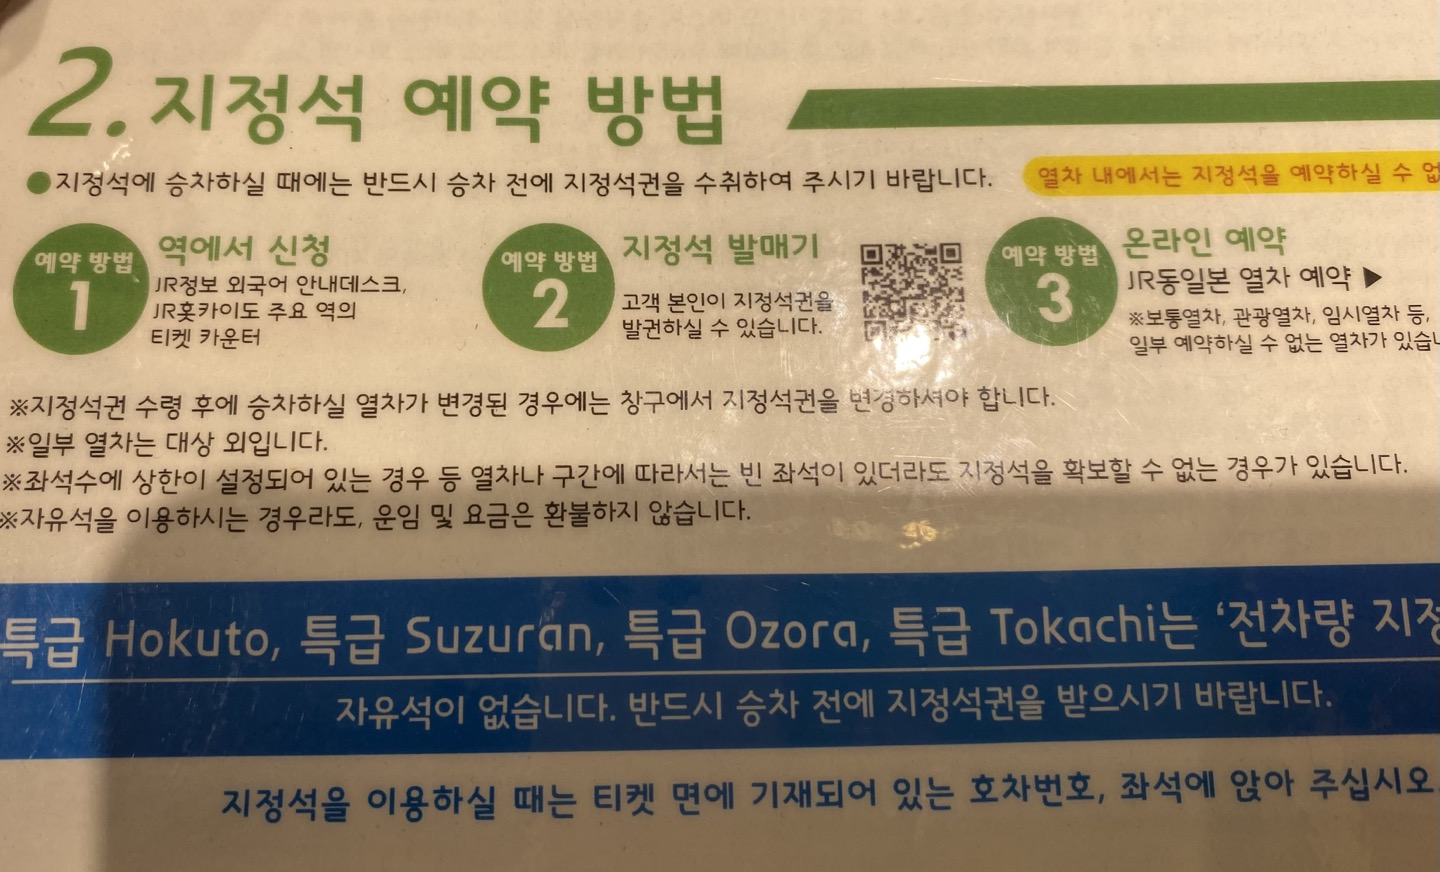 2. 지정석 예약 방법
●지정석에 승차하실 때에는 반드시 승차 전에 지정석권을 수취하여 주시기 바랍니다.
열차 내에서는 지정석을 예약하실 수
예약 방법 1
역에서 신청
JR정보 외국어 안내데스크,
JR홋카이도 주요 역의
티켓 카운터
예약 방법 2
지정석 발매기
고객 본인이 지정석권을
발권하실 수 있습니다.
예약 방법 3
온라인 예약
JR동일본 열차 예약 ▶
※보통열차, 관광열차, 임시열차 등,
일부 예약하실 수 없는 열차가
※지정석권 수령 후에 승차하실 열차가 변경된 경우에는 창구에서 지정석권을 변경하셔야 합니다.
※일부 열차는 대상 외입니다.
※좌석수에 상한이 설정되어 있는 경우 등 열차나 구간에 따라서는 빈 좌석이 있더라도 지정석을 확보할 수 없는 경우가 있습니다.
※자유석을 이용하시는 경우라도, 운임 및 요금은 환불하지 않습니다.
특급 Hokuto, 특급 Suzuran, 특급 Ozora, 특급 Tokachi는 ‘전차량
자유석이 없습니다. 반드시 승차 전에 지정석권을 받으시기 바랍니다.
지정석을 이용하실 때는 티켓 면에 기재되어 있는 호차번호, 좌석에 앉아 주십시오.